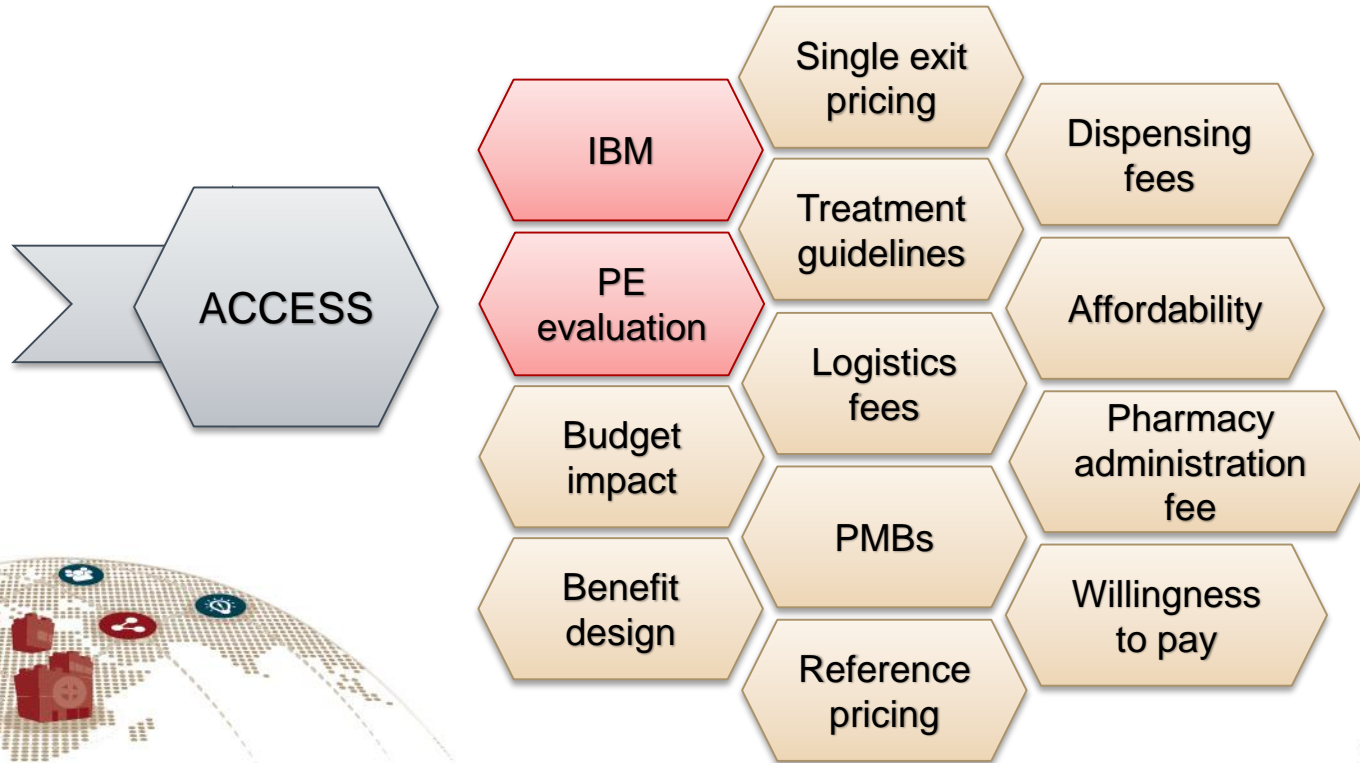 ACCESS
IBM
PE
evaluation
Budget
impact
Benefit
design
Single exit
pricing
Treatment
guidelines
Logistics
fees
PMBs
Reference
pricing
Dispensing
fees
Affordability
Pharmacy
administration
fee
Willingness
to pay